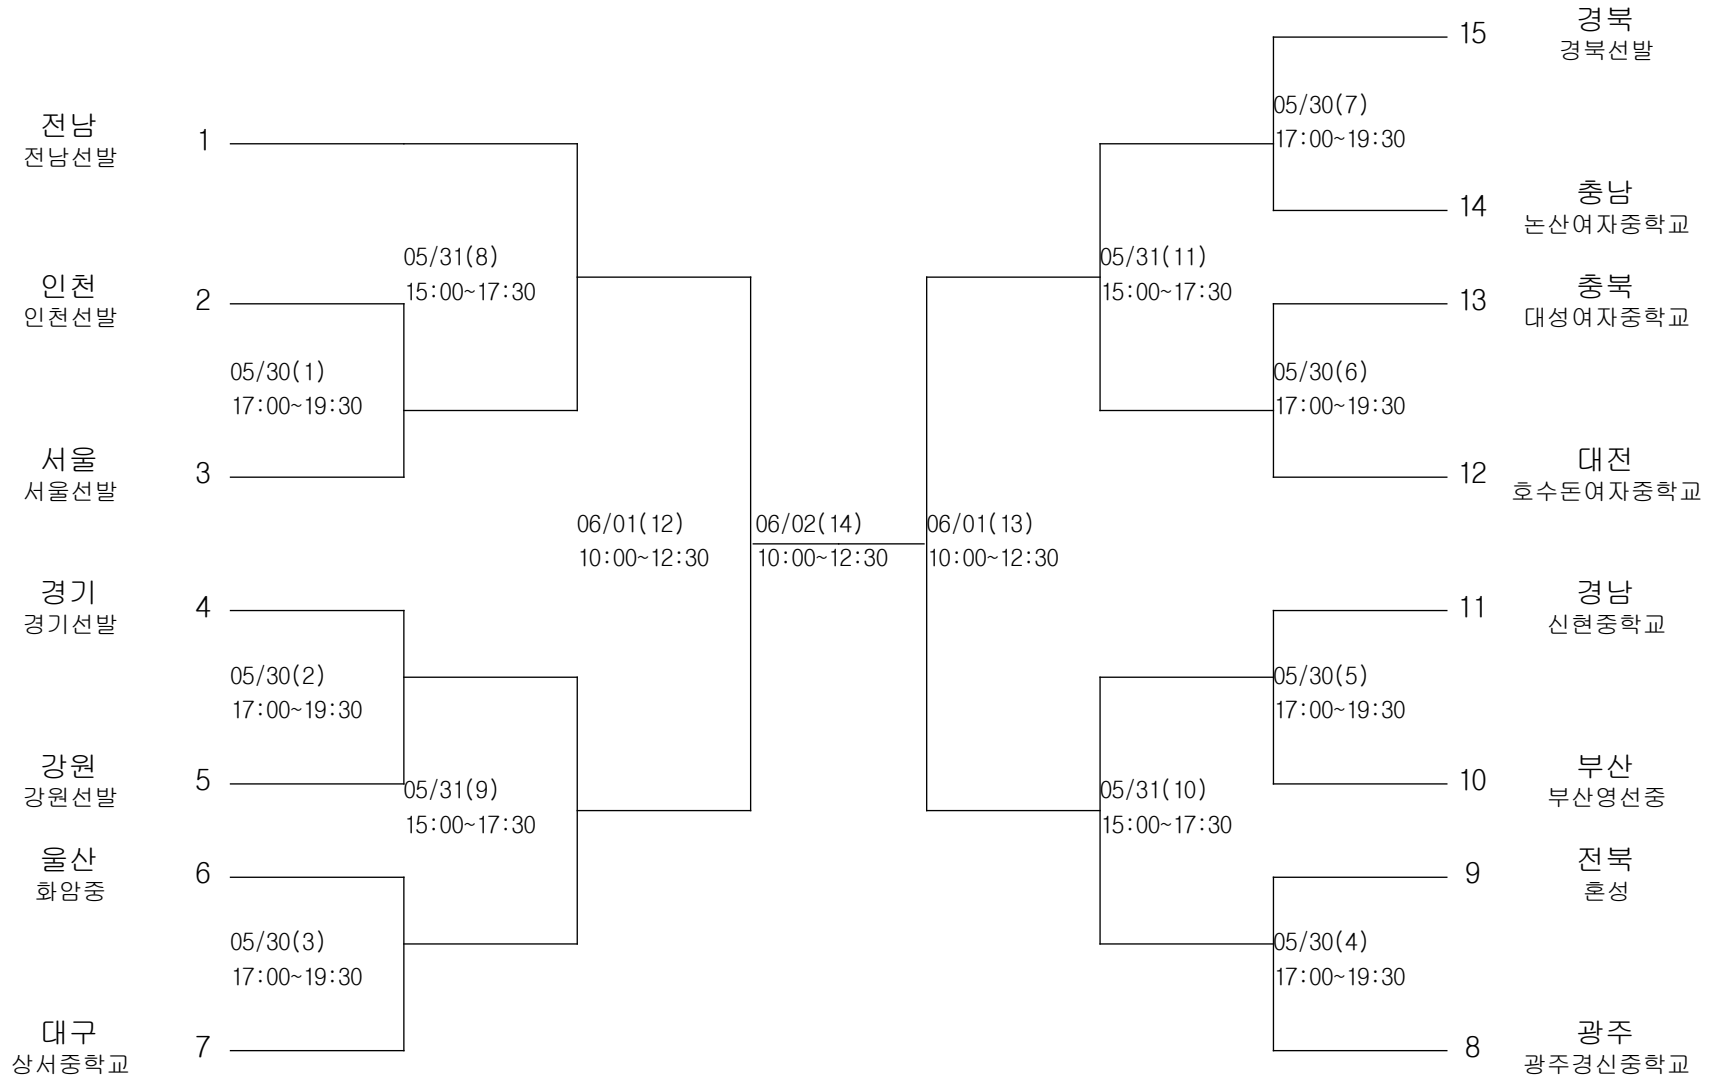 경북
15
경북선발
05/30(7)
17:00~19:30
전남
1
전남선발
충남
14
논산여자중학교
05/31(8)
15:00~17:30
05/31(11)
15:00~17:30
인천
2
인천선발
충북
13
대성여자중학교
05/30(1)
17:00~19:30
05/30(6)
17:00~19:30
서울
3
서울선발
대전
12
호수돈여자중학교
06/01(12)
10:00~12:30
06/02(14)
10:00~12:30
06/01(13)
10:00~12:30
경기
4
경기선발
경남
11
신현중학교
05/30(2)
17:00~19:30
05/30(5)
17:00~19:30
강원
5
강원선발
05/31(9)
15:00~17:30
05/31(10)
15:00~17:30
부산
10
부산영선중
울산
6
화암중
전북
9
혼성
05/30(3)
17:00~19:30
05/30(4)
17:00~19:30
대구
7
상서중학교
광주
8
광주경신중학교